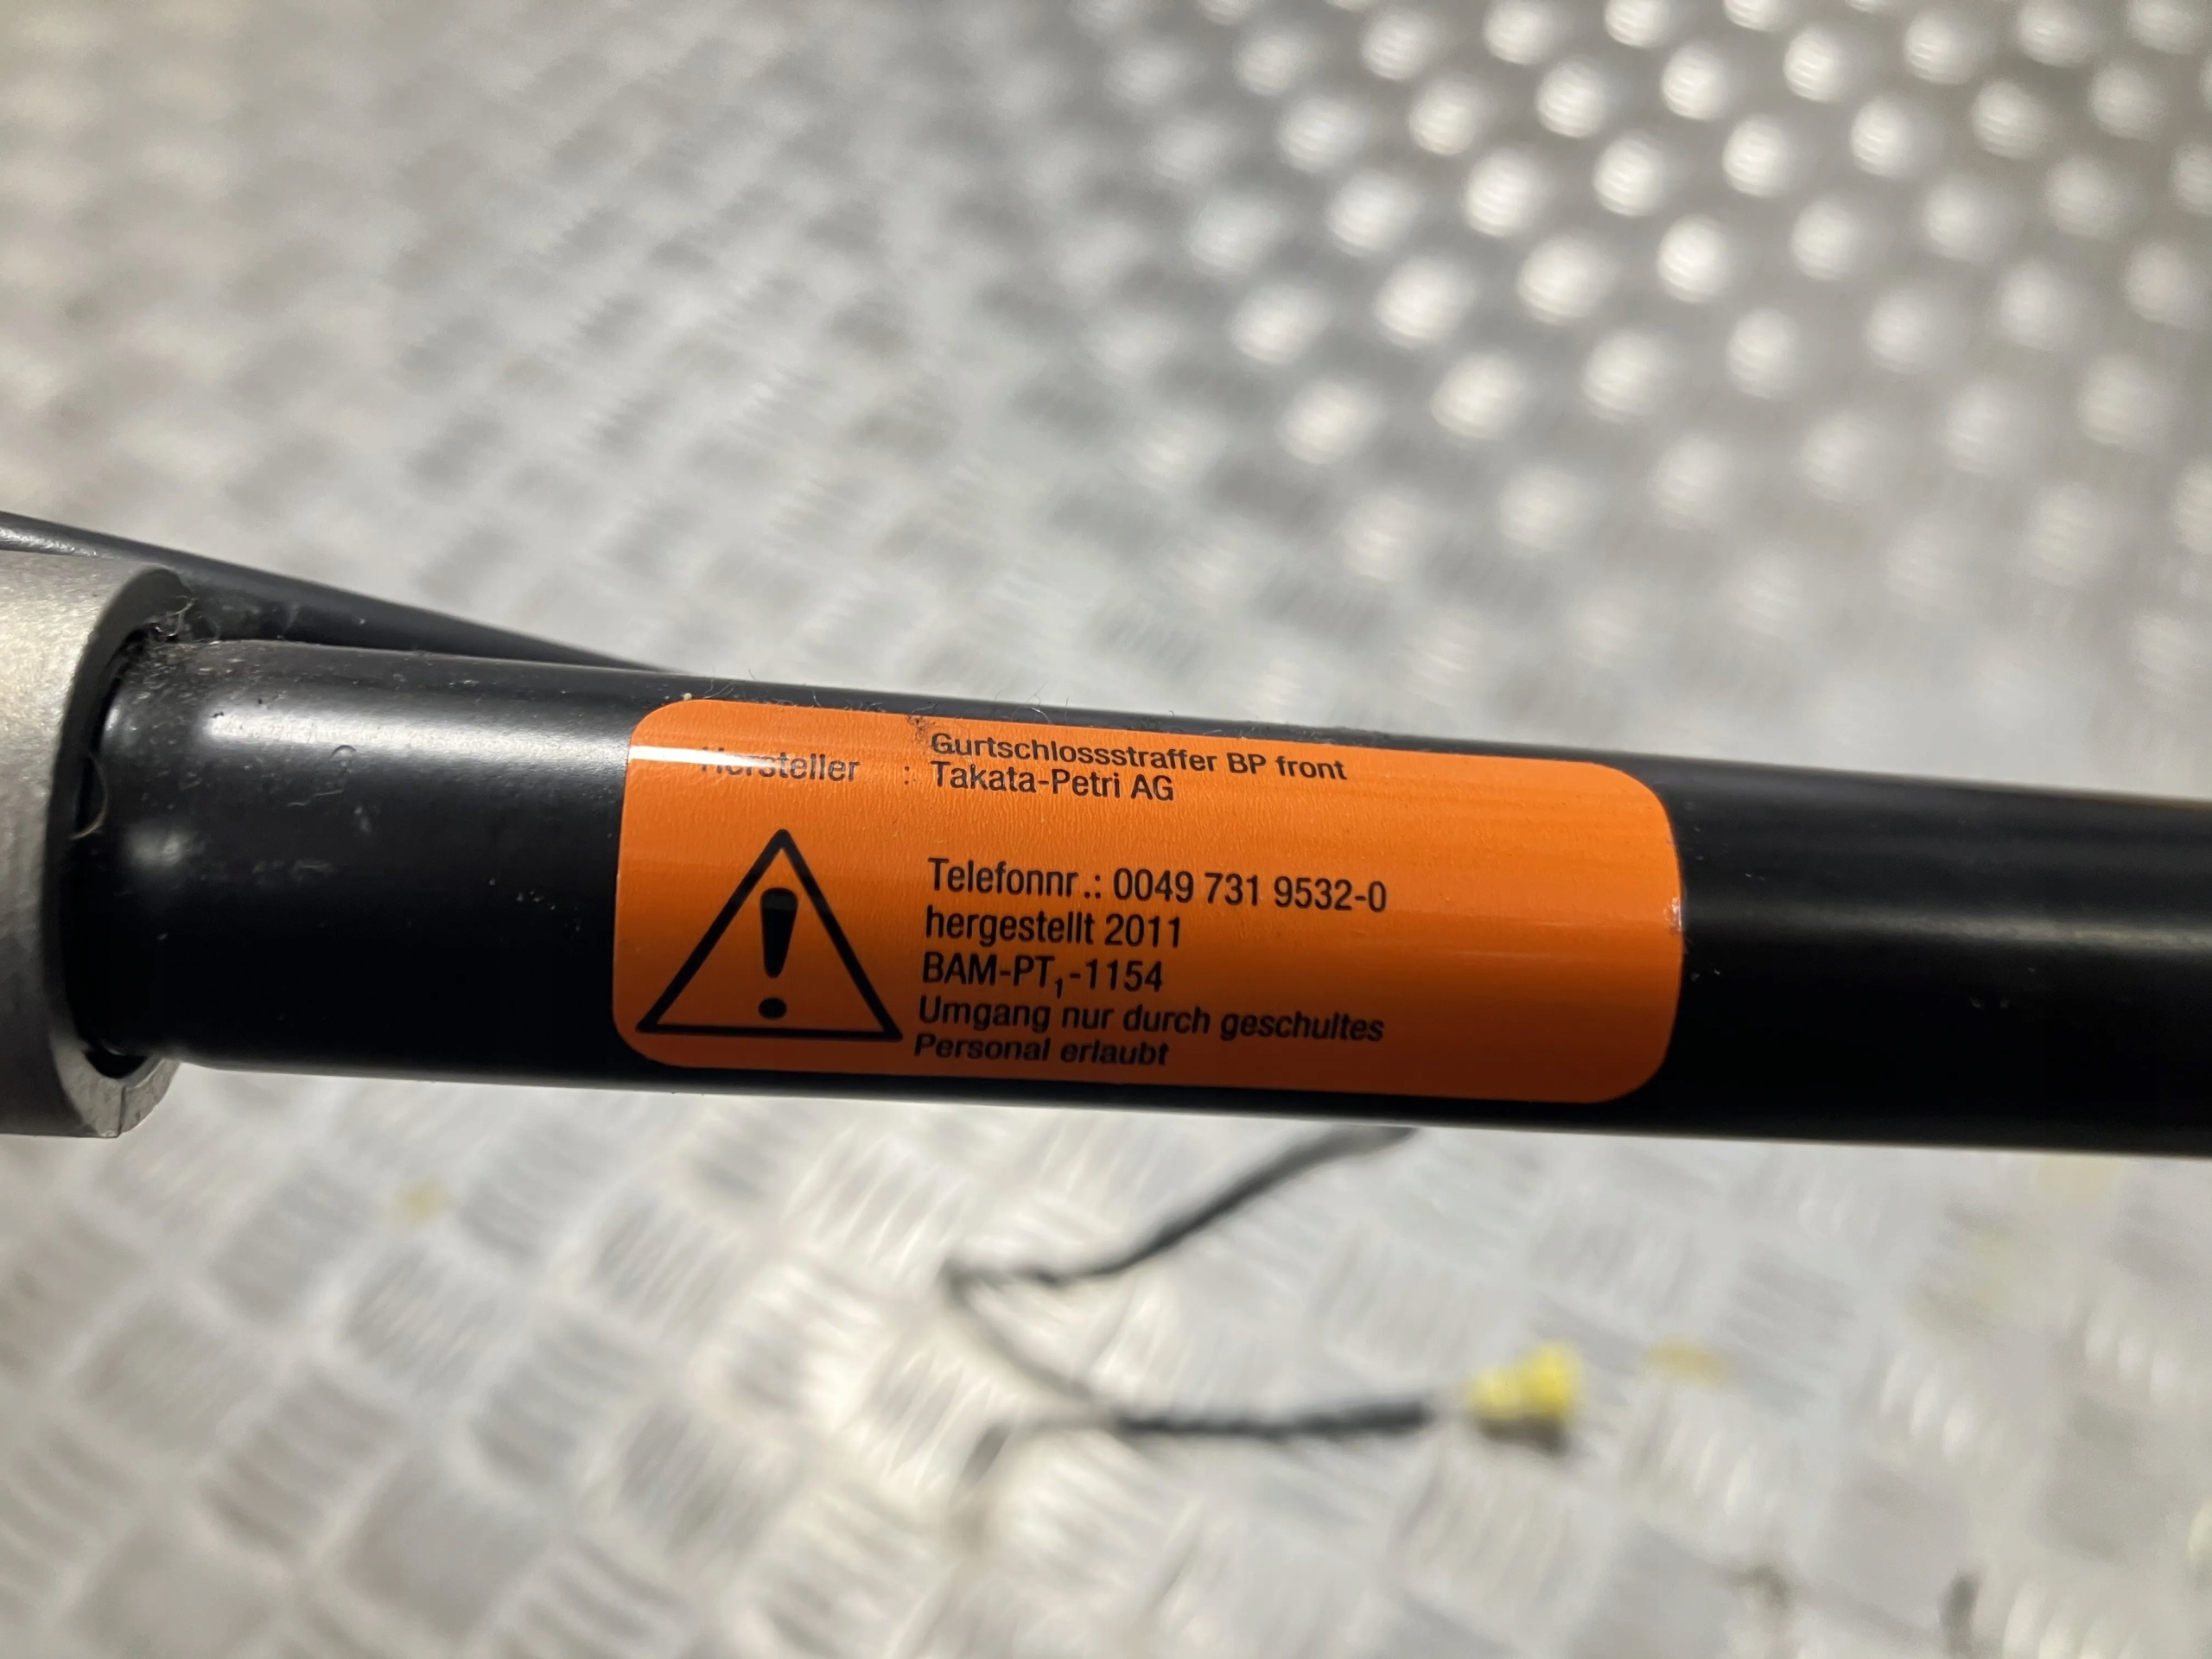 Gurtschlossstraffer BP front
Hersteller : Takata-Petri AG
Telefonnr.: 0049 731 9532-0
hergestellt 2011
BAM-PT₁-1154
Umgang nur durch geschultes
Personal erlaubt